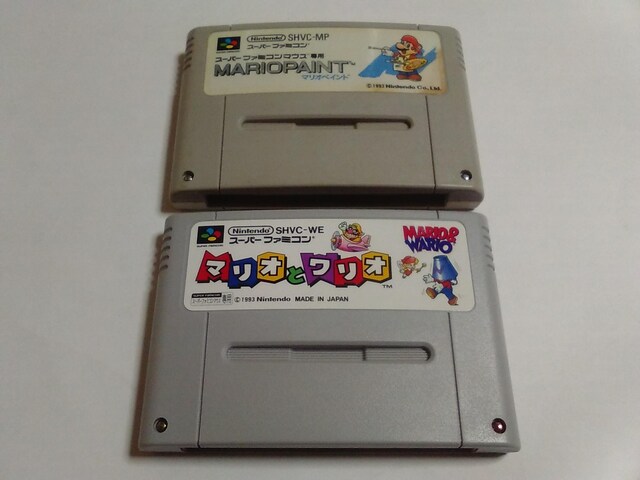 Nintendo SHVC-MP
スーパーファミコン
スーパーファミコンマウス専用
MARIOPAINT™
マリオペイント
©1992 Nintendo Co., Ltd.
Nintendo SHVC-WE
スーパーファミコン
MARIO &
WARIO
マリオとワリオ™
©1993 Nintendo MADE IN JAPAN